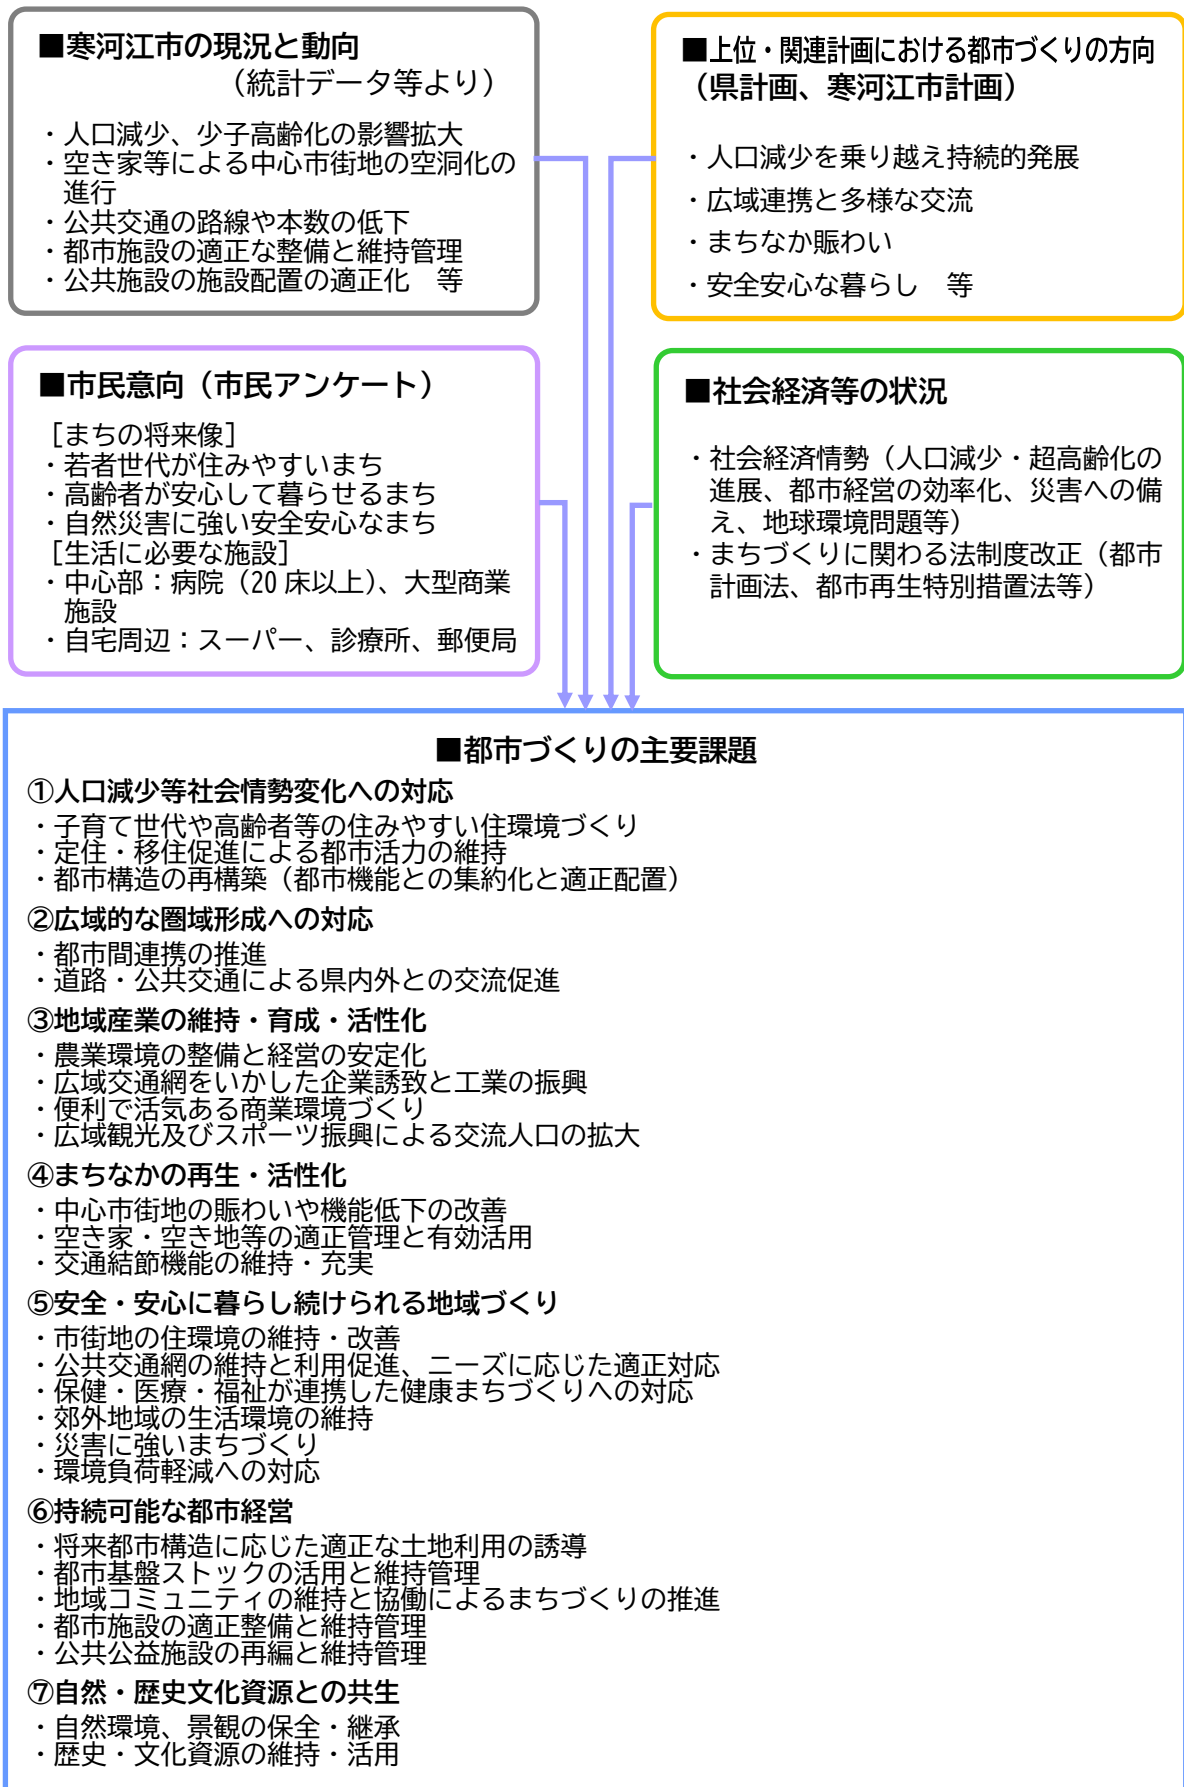 ■寒河江市の現況と動向
（統計データ等より）
・人口減少、少子高齢化の影響拡大
・空き家等による中心市街地の空洞化の
進行
・公共交通の路線や本数の低下
・都市施設の適正な整備と維持管理
・公共施設の施設配置の適正化　等
■上位・関連計画における都市づくりの方向
（県計画、寒河江市計画）
・人口減少を乗り越え持続的発展
・広域連携と多様な交流
・まちなか賑わい
・安全安心な暮らし　等
■市民意向（市民アンケート）
［まちの将来像］
・若者世代が住みやすいまち
・高齢者が安心して暮らせるまち
・自然災害に強い安全安心なまち
［生活に必要な施設］
・中心部：病院（20 床以上）、大型商業
施設
・自宅周辺：スーパー、診療所、郵便局
■社会経済等の状況
・社会経済情勢（人口減少・超高齢化の
進展、都市経営の効率化、災害への備
え、地球環境問題等）
・まちづくりに関わる法制度改正（都市
計画法、都市再生特別措置法等）
■都市づくりの主要課題
①人口減少等社会情勢変化への対応
・子育て世代や高齢者等の住みやすい住環境づくり
・定住・移住促進による都市活力の維持
・都市構造の再構築（都市機能との集約化と適正配置）
②広域的な圏域形成への対応
・都市間連携の推進
・道路・公共交通による県内外との交流促進
③地域産業の維持・育成・活性化
・農業環境の整備と経営の安定化
・広域交通網をいかした企業誘致と工業の振興
・便利で活気ある商業環境づくり
・広域観光及びスポーツ振興による交流人口の拡大
④まちなかの再生・活性化
・中心市街地の賑わいや機能低下の改善
・空き家・空き地等の適正管理と有効活用
・交通結節機能の維持・充実
⑤安全・安心に暮らし続けられる地域づくり
・市街地の住環境の維持・改善
・公共交通網の維持と利用促進、ニーズに応じた適正対応
・保健・医療・福祉が連携した健康まちづくりへの対応
・郊外地域の生活環境の維持
・災害に強いまちづくり
・環境負荷軽減への対応
⑥持続可能な都市経営
・将来都市構造に応じた適正な土地利用の誘導
・都市基盤ストックの活用と維持管理
・地域コミュニティの維持と協働によるまちづくりの推進
・都市施設の適正整備と維持管理
・公共公益施設の再編と維持管理
⑦自然・歴史文化資源との共生
・自然環境、景観の保全・継承
・歴史・文化資源の維持・活用